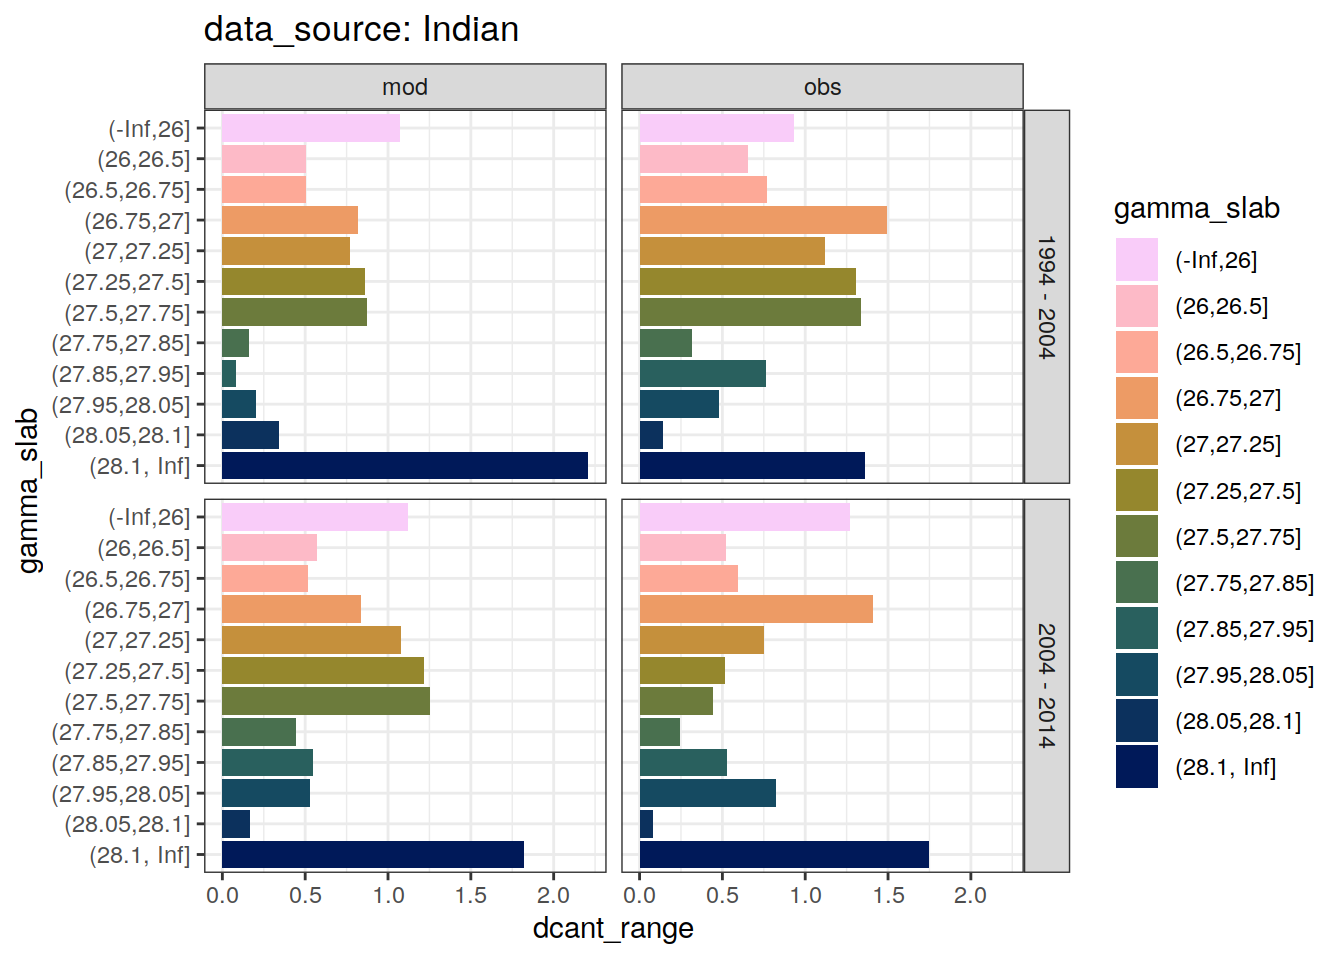 data_source: Indian
mod
obs
(-Inf,26]
(26,26.5]
(26.5,26.75]
(26.75,27]
(27,27.25]
(27.25,27.5]
(27.5,27.75]
(27.75,27.85]
(27.85,27.95]
(27.95,28.05]
(28.05,28.1]
(28.1, Inf]
1994 - 2004
(-Inf,26]
(26,26.5]
(26.5,26.75]
(26.75,27]
(27,27.25]
(27.25,27.5]
(27.5,27.75]
(27.75,27.85]
(27.85,27.95]
(27.95,28.05]
(28.05,28.1]
(28.1, Inf]
2004 - 2014
gamma_slab
0.0 0.5 1.0 1.5 2.0
0.0 0.5 1.0 1.5 2.0
dcant_range
gamma_slab
(-Inf,26]
(26,26.5]
(26.5,26.75]
(26.75,27]
(27,27.25]
(27.25,27.5]
(27.5,27.75]
(27.75,27.85]
(27.85,27.95]
(27.95,28.05]
(28.05,28.1]
(28.1, Inf]